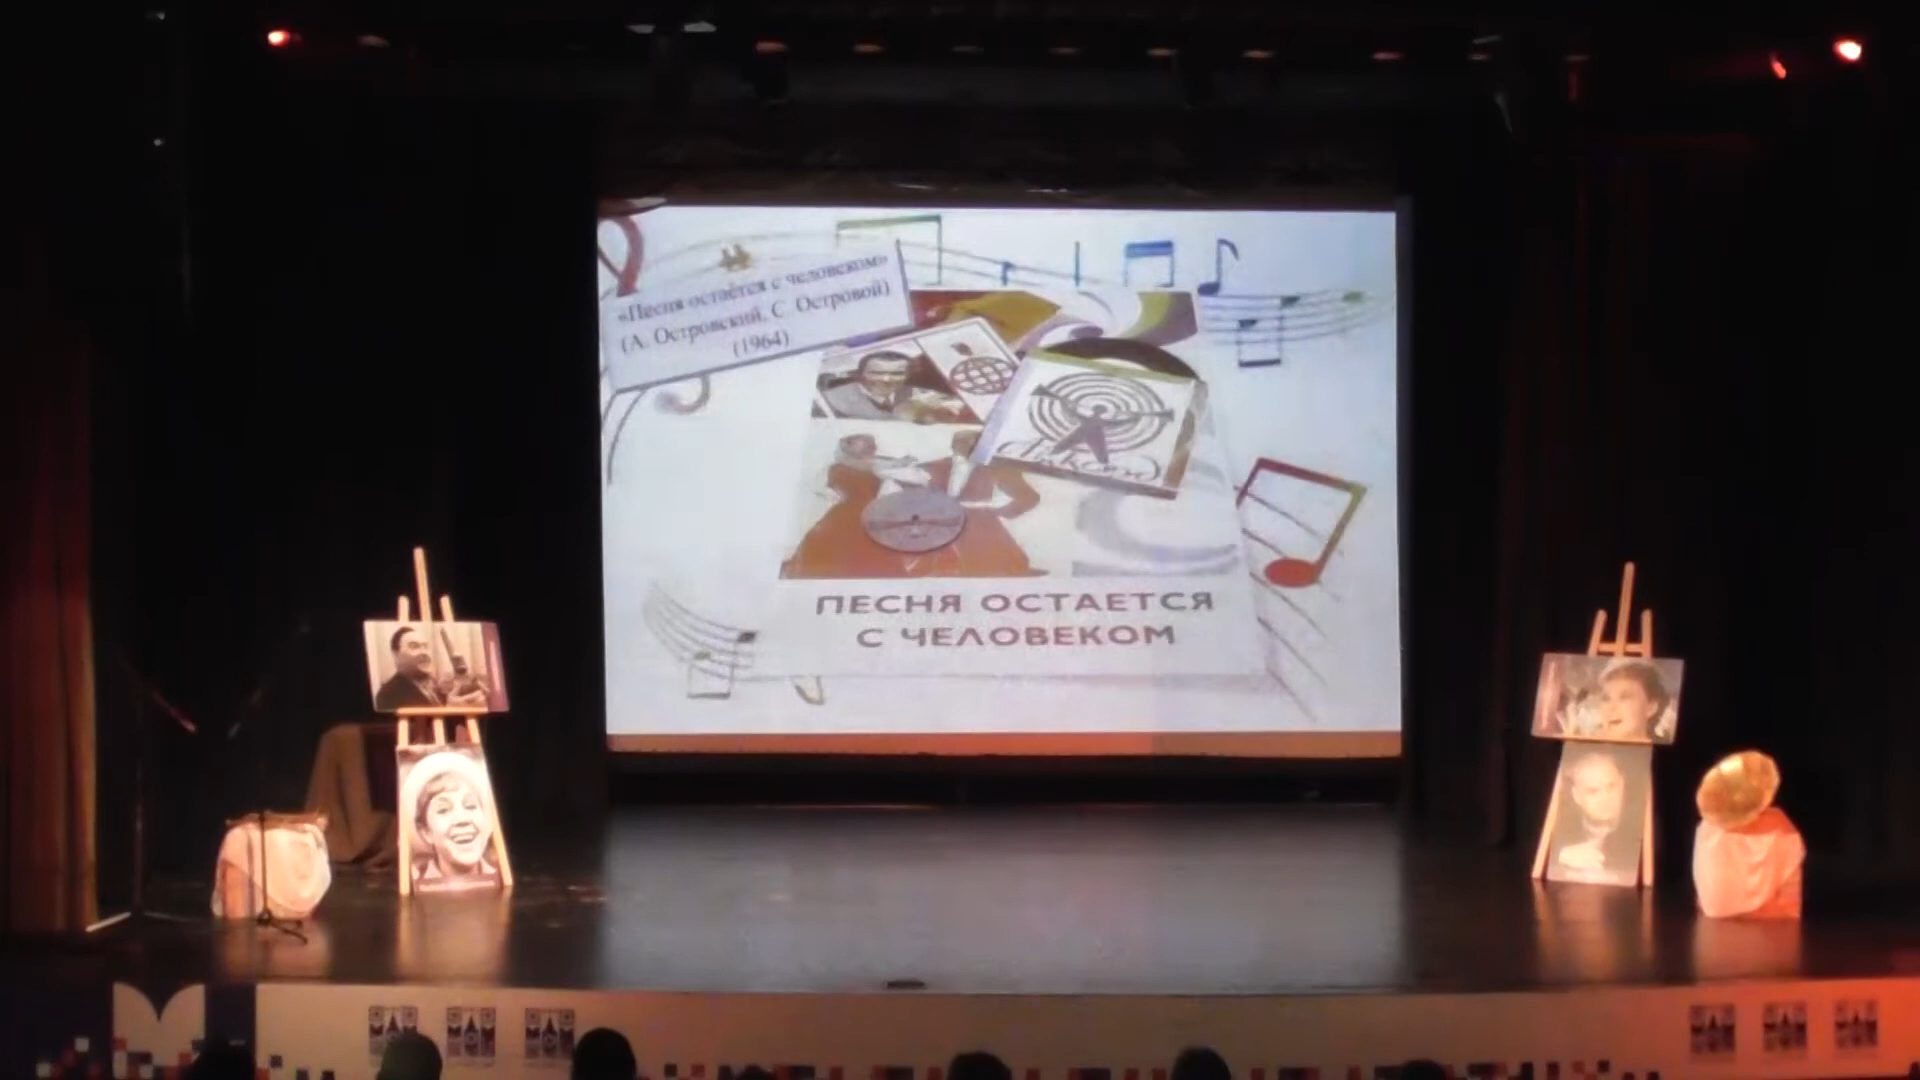 «Песня остаётся с человеком»
(А. Островский, С. Островой)
(1964)
ПЕСНЯ ОСТАЕТСЯ
С ЧЕЛОВЕКОМ